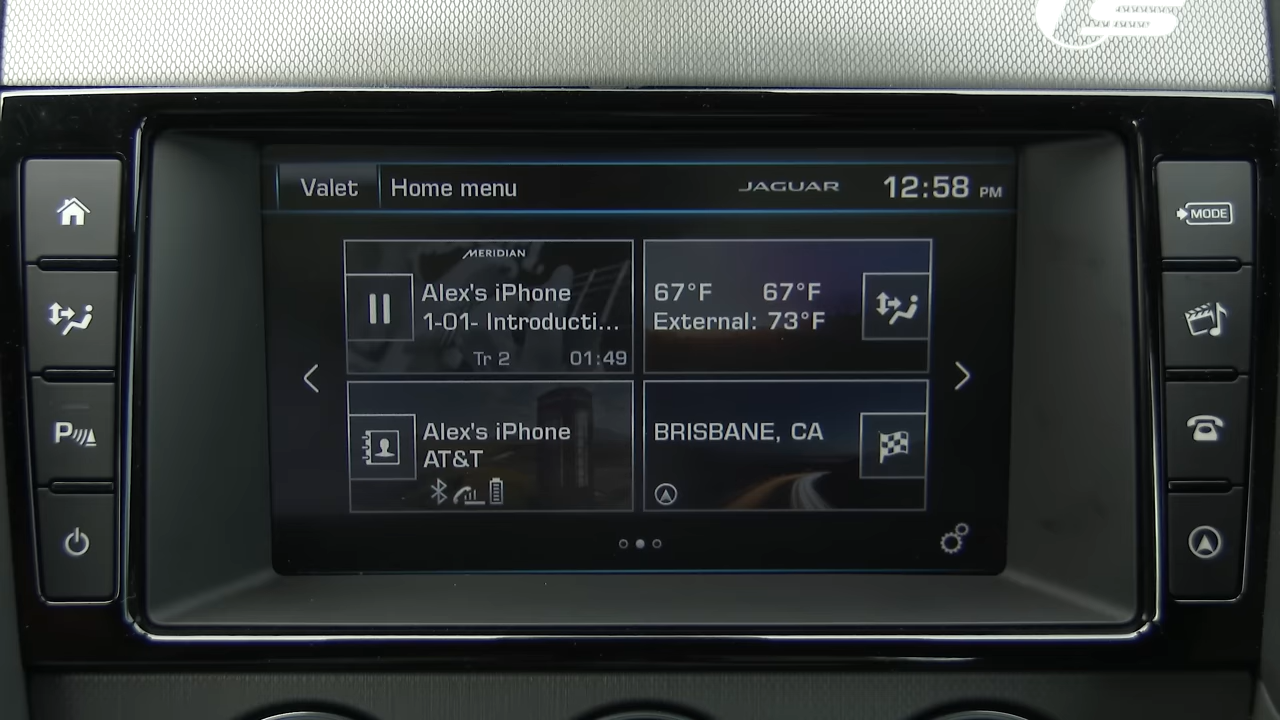 Valet
Home menu
JAGUAR
12:58 PM
MERIDIAN
Alex's iPhone
1-01- Introducti...
Tr 2
01:49
67°F
67°F
External: 73°F
Alex's iPhone
AT&T
BRISBANE, CA
MODE
P